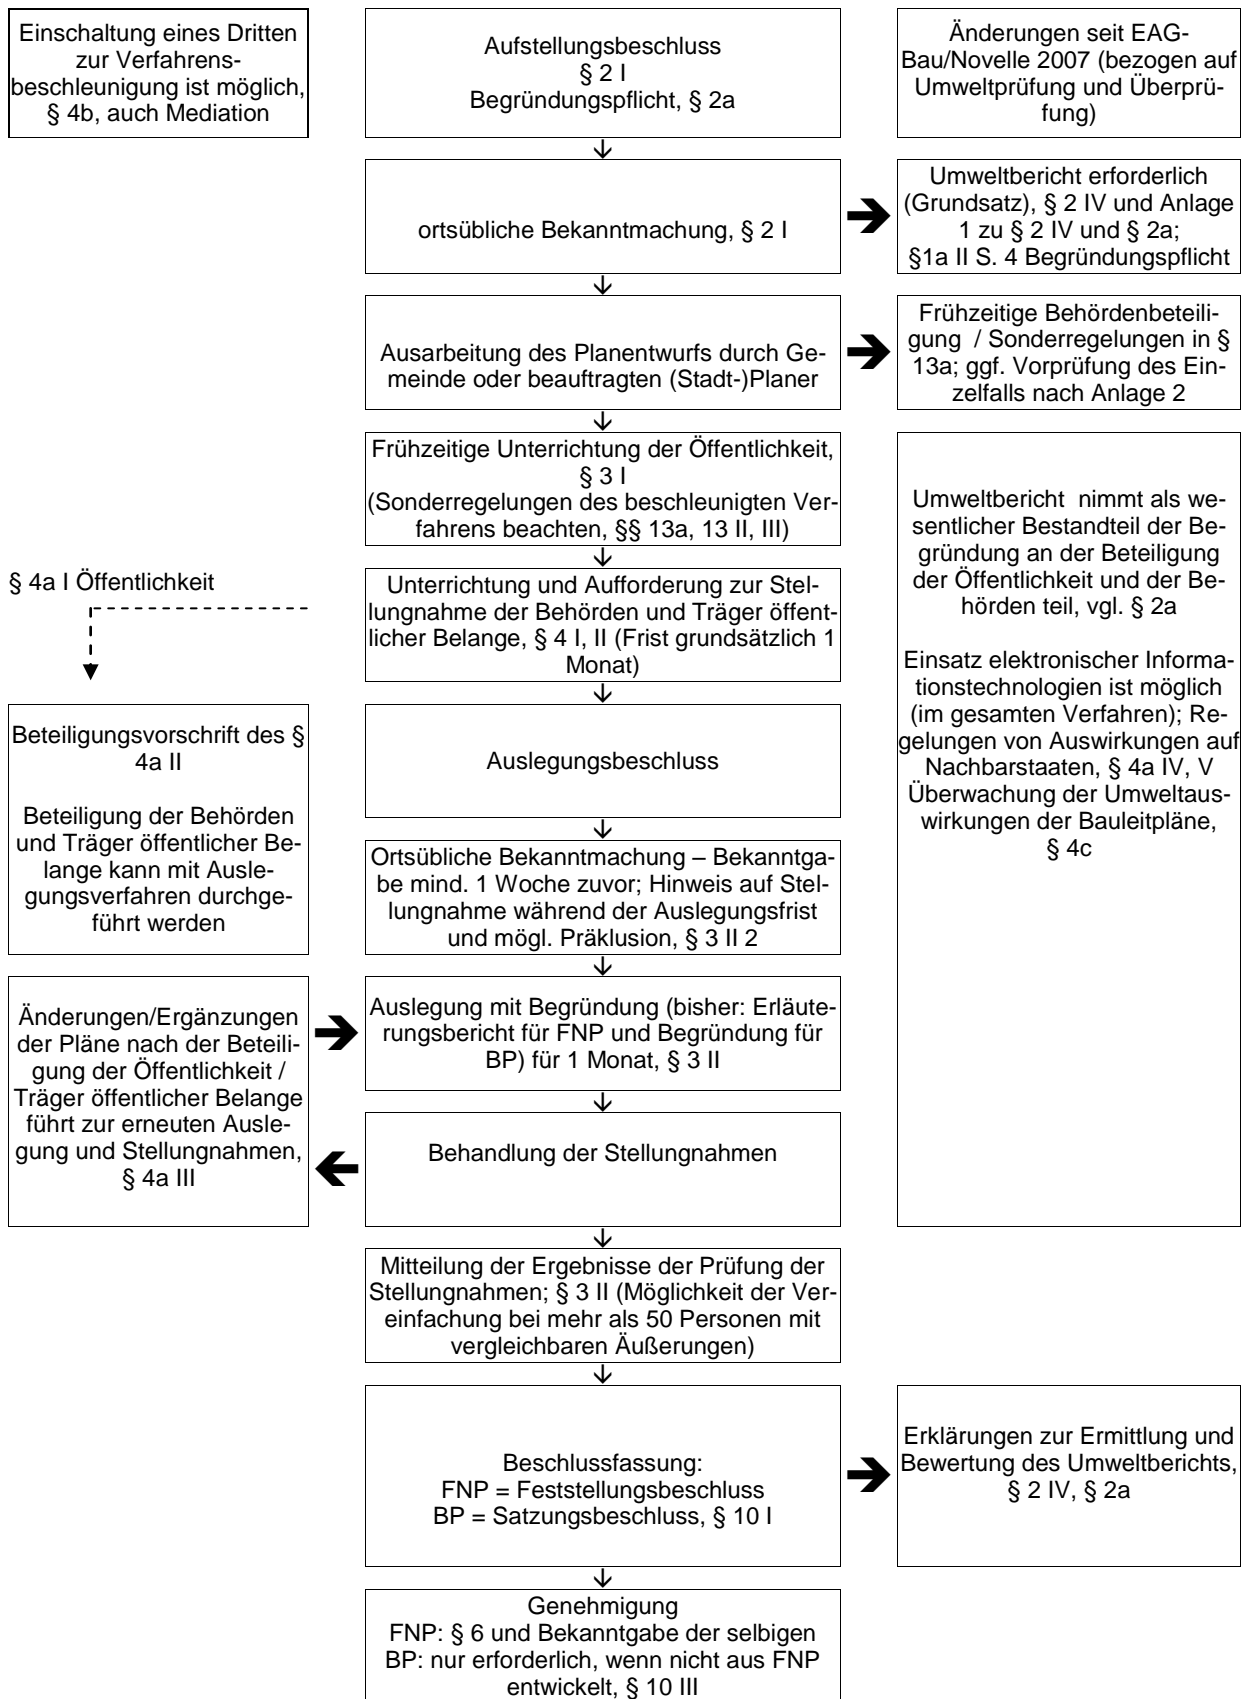 Einschaltung eines Dritten
zur Verfahrens-
beschleunigung ist möglich,
§ 4b, auch Mediation
Aufstellungsbeschluss
§ 2 I
Begründungspflicht, § 2a
Änderungen seit EAG-
Bau/Novelle 2007 (bezogen auf
Umweltprüfung und Überprü-
fung)
ortsübliche Bekanntmachung, § 2 I
Umweltbericht erforderlich
(Grundsatz), § 2 IV und Anlage
1 zu § 2 IV und § 2a;
§1a II S. 4 Begründungspflicht
Ausarbeitung des Planentwurfs durch Ge-
meinde oder beauftragten (Stadt-)Planer
Frühzeitige Behördenbeteili-
gung / Sonderregelungen in §
13a; ggf. Vorprüfung des Ein-
zelfalls nach Anlage 2
Frühzeitige Unterrichtung der Öffentlichkeit,
§ 3 I
(Sonderregelungen des beschleunigten Ver-
fahrens beachten, §§ 13a, 13 II, III)
§ 4a I Öffentlichkeit
Unterrichtung und Aufforderung zur Stel-
lungnahme der Behörden und Träger öffent-
licher Belange, § 4 I, II (Frist grundsätzlich 1
Monat)
Umweltbericht nimmt als we-
sentlicher Bestandteil der Be-
gründung an der Beteiligung
der Öffentlichkeit und der Be-
hörden teil, vgl. § 2a
Einsatz elektronischer Informa-
tionstechnologien ist möglich
(im gesamten Verfahren); Re-
gelungen von Auswirkungen auf
Nachbarstaaten, § 4a IV, V
Überwachung der Umweltaus-
wirkungen der Bauleitpläne,
§ 4c
Beteiligungsvorschrift des §
4a II
Beteiligung der Behörden
und Träger öffentlicher Be-
lange kann mit Ausle-
gungsverfahren durchge-
führt werden
Auslegungsbeschluss
Ortsübliche Bekanntmachung – Bekanntga-
be mind. 1 Woche zuvor; Hinweis auf Stel-
lungnahme während der Auslegungsfrist
und mögl. Präklusion, § 3 II 2
Änderungen/Ergänzungen
der Pläne nach der Beteili-
gung der Öffentlichkeit /
Träger öffentlicher Belange
führt zur erneuten Ausle-
gung und Stellungnahmen,
§ 4a III
Auslegung mit Begründung (bisher: Erläute-
rungsbericht für FNP und Begründung für
BP) für 1 Monat, § 3 II
Behandlung der Stellungnahmen
Mitteilung der Ergebnisse der Prüfung der
Stellungnahmen; § 3 II (Möglichkeit der Ver-
einfachung bei mehr als 50 Personen mit
vergleichbaren Äußerungen)
Beschlussfassung:
FNP = Feststellungsbeschluss
BP = Satzungsbeschluss, § 10 I
Erklärungen zur Ermittlung und
Bewertung des Umweltberichts,
§ 2 IV, § 2a
Genehmigung
FNP: § 6 und Bekanntgabe der selbigen
BP: nur erforderlich, wenn nicht aus FNP
entwickelt, § 10 III